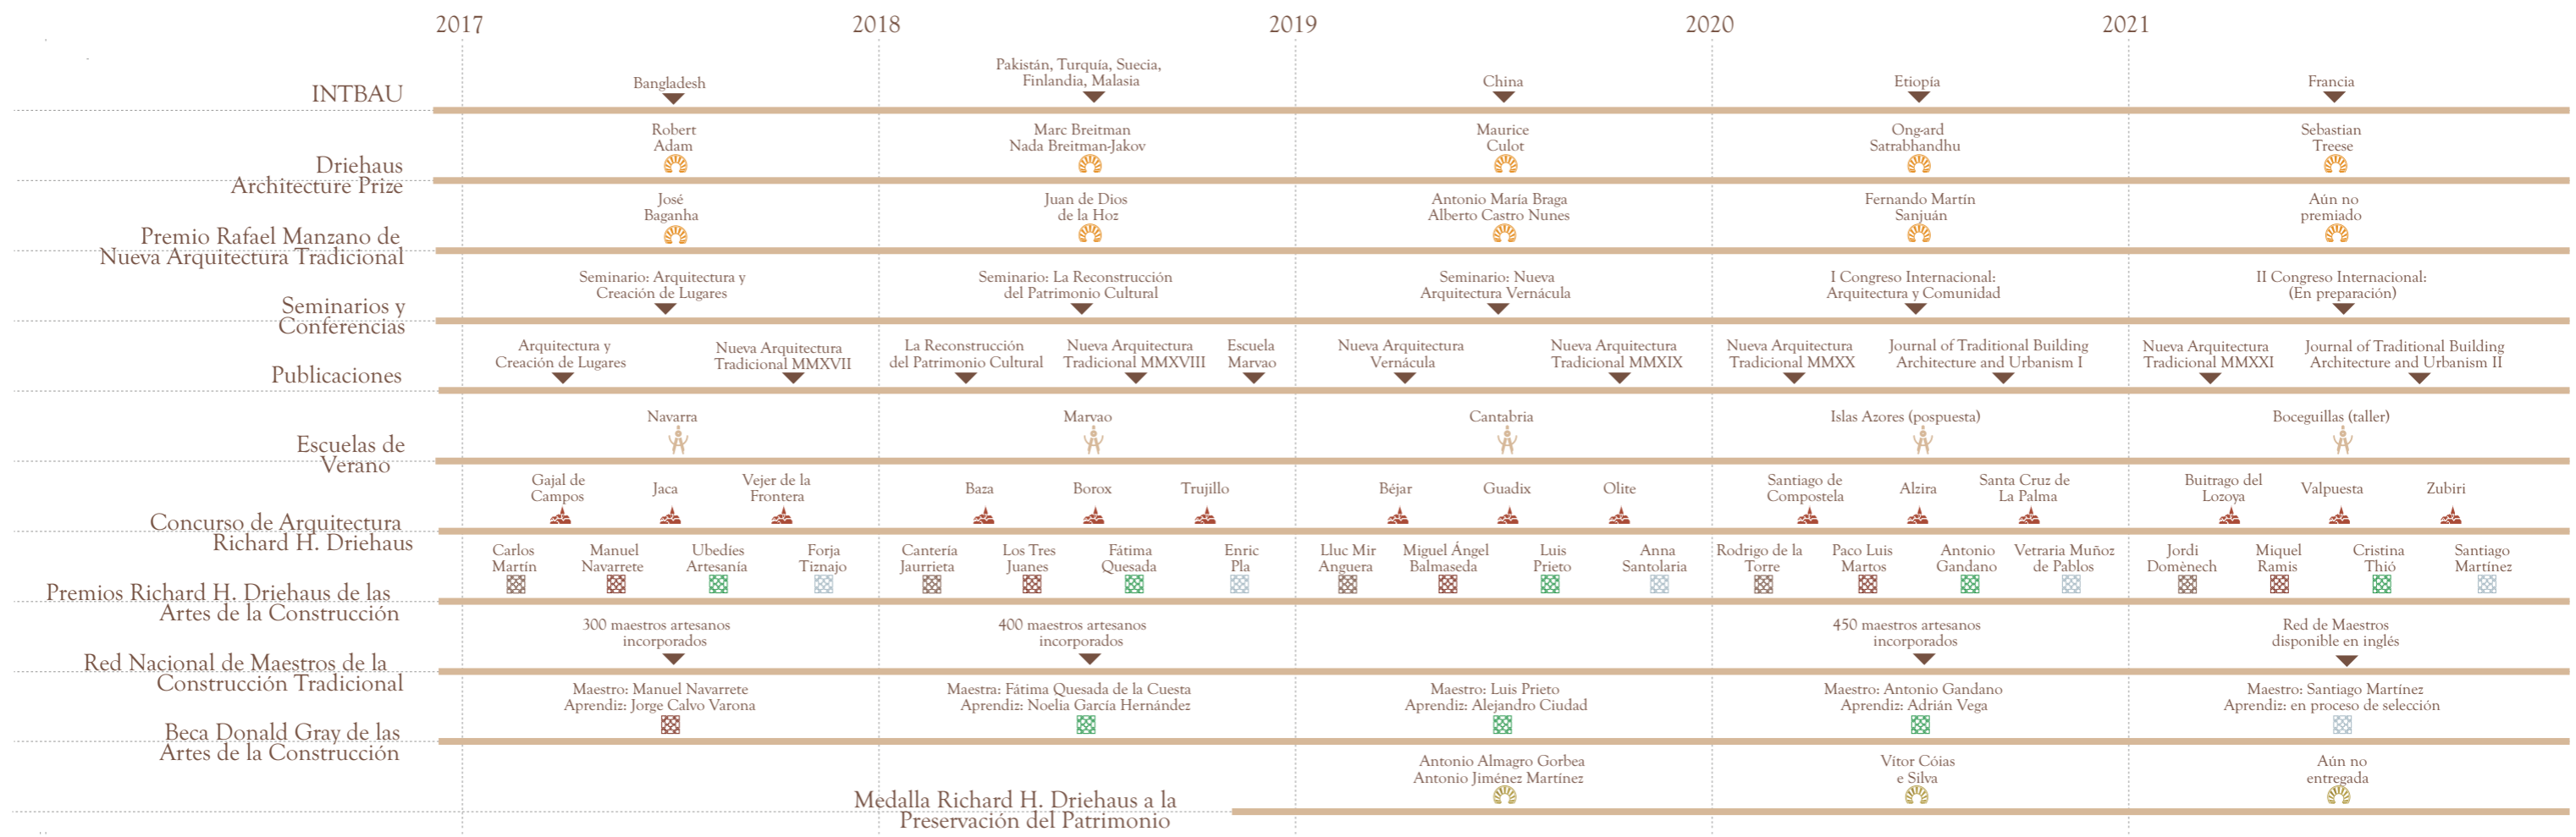 2017
2018
2019
2020
2021
INTBAU
Bangladesh
Pakistán, Turquía, Suecia,
Finlandia, Malasia
China
Etiopía
Francia
Driehaus
Architecture Prize
Robert
Adam
Marc Breitman
Nada Breitman-Jakov
Maurice
Culot
Ong-ard
Satrabhandhu
Sebastian
Treese
Premio Rafael Manzano de
Nueva Arquitectura Tradicional
José
Baganha
Juan de Dios
de la Hoz
Antonio María Braga
Alberto Castro Nunes
Fernando Martín
Sanjuán
Aún no
premiado
Seminarios y
Conferencias
Seminario: Arquitectura y
Creación de Lugares
Seminario: La Reconstrucción
del Patrimonio Cultural
Seminario: Nueva
Arquitectura Vernácula
I Congreso Internacional:
Arquitectura y Comunidad
II Congreso Internacional:
(En preparación)
Publicaciones
Arquitectura y
Creación de Lugares
Nueva Arquitectura
Tradicional MMXVII
La Reconstrucción
del Patrimonio Cultural
Nueva Arquitectura
Tradicional MMXVIII
Escuela
Marvao
Nueva Arquitectura
Vernácula
Nueva Arquitectura
Tradicional MMXIX
Nueva Arquitectura
Tradicional MMXX
Journal of Traditional Building
Architecture and Urbanism I
Nueva Arquitectura
Tradicional MMXXI
Journal of Traditional Building
Architecture and Urbanism II
Escuelas de
Verano
Navarra
Marvao
Cantabria
Islas Azores (pospuesta)
Boceguillas (taller)
Concurso de Arquitectura
Richard H. Driehaus
Gajal de
Campos
Jaca
Vejer de la
Frontera
Baza
Borox
Trujillo
Béjar
Guadix
Olite
Santiago de
Compostela
Alzira
Santa Cruz de
La Palma
Buitrago del
Lozoya
Valpuesta
Zubiri
Premios Richard H. Driehaus de las
Artes de la Construcción
Carlos
Martín
Manuel
Navarrete
Ubedíes
Artesanía
Forja
Tiznajo
Cantería
Jaurrieta
Los Tres
Juanes
Fátima
Quesada
Enric
Pla
Lluc Mir
Anguera
Miguel Ángel
Balmaseda
Luis
Prieto
Anna
Santolaria
Rodrigo de la
Torre
Paco Luis
Martos
Antonio
Gandano
Vetraria Muñoz
de Pablos
Jordi
Domènech
Miquel
Ramis
Cristina
Thió
Santiago
Martínez
Red Nacional de Maestros de la
Construcción Tradicional
300 maestros artesanos
incorporados
400 maestros artesanos
incorporados
450 maestros artesanos
incorporados
Red de Maestros
disponible en inglés
Beca Donald Gray de las
Artes de la Construcción
Maestro: Manuel Navarrete
Aprendiz: Jorge Calvo Varona
Maestra: Fátima Quesada de la Cuesta
Aprendiz: Noelia García Hernández
Maestro: Luis Prieto
Aprendiz: Alejandro Ciudad
Maestro: Antonio Gandano
Aprendiz: Adrián Vega
Maestro: Santiago Martínez
Aprendiz: en proceso de selección
Medalla Richard H. Driehaus a la
Preservación del Patrimonio
Antonio Almagro Gorbea
Antonio Jiménez Martínez
Vítor Cóias
e Silva
Aún no
entregada